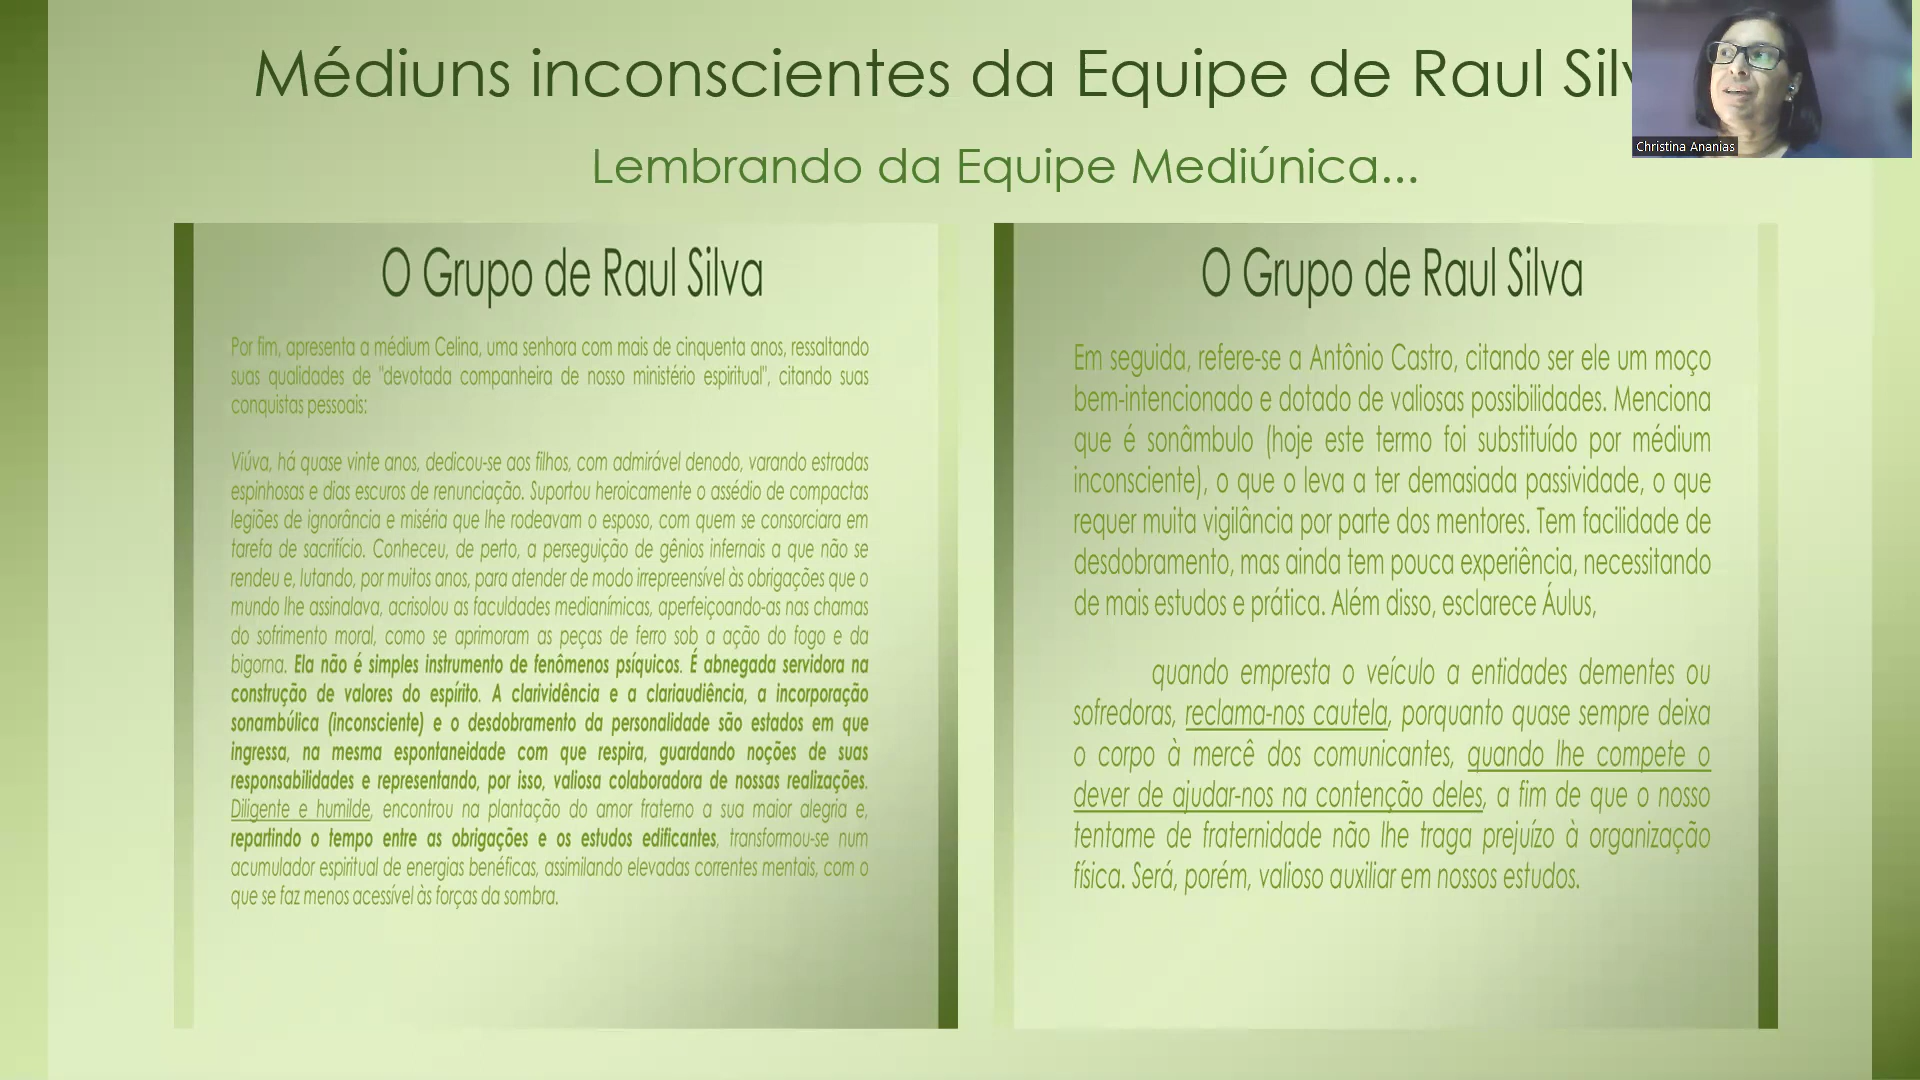 Médiuns inconscientes da Equipe de Raul Silv
Christina Ananias
Lembrando da Equipe Mediúnica...
O Grupo de Raul Silva
Por fim, apresenta a médium Celina, uma senhora com mais de cinquenta anos, ressaltando
suas qualidades de "devotada companheira de nosso ministério espiritual", citando suas
conquistas pessoais:
Viúva, há quase vinte anos, dedicou-se aos filhos, com admirável denodo, varando estradas
espinhosas e dias escuros de renunciação. Suportou heroicamente o assédio de compactas
legiões de ignorância e miséria que lhe rodeavam o esposo, com quem se consorciara em
tarefa de sacrifício. Conheceu, de perto, a perseguição de gênios infernais a que não se
rendeu e, lutando, por muitos anos, para atender de modo irrepreensível às obrigações que o
mundo lhe assinalava, acrisolou as faculdades medianímicas, aperfeiçoando-as nas chamas
do sofrimento moral, como se aprimoram as peças de ferro sob a ação do fogo e da
bigorna. Ela não é simples instrumento de fenômenos psíquicos. É abnegada servidora na
construção de valores do espírito. A clarividência e a clariaudiência, a incorporação
sonambúlica (inconsciente) e o desdobramento da personalidade são estados em que
ingressa, na mesma espontaneidade com que respira, guardando noções de suas
responsabilidades e representando, por isso, valiosa colaboradora de nossas realizações.
Diligente e humilde, encontrou na plantação do amor fraterno a sua maior alegria e,
repartindo o tempo entre as obrigações e os estudos edificantes, transformou-se num
acumulador espiritual de energias benéficas, assimilando elevadas correntes mentais, com o
que se faz menos acessível às forças da sombra.
O Grupo de Raul Silva
Em seguida, refere-se a Antônio Castro, citando ser ele um moço
bem-intencionado e dotado de valiosas possibilidades. Menciona
que é sonâmbulo (hoje este termo foi substituído por médium
inconsciente), o que o leva a ter demasiada passividade, o que
requer muita vigilância por parte dos mentores. Tem facilidade de
desdobramento, mas ainda tem pouca experiência, necessitando
de mais estudos e prática. Além disso, esclarece Áulus,
quando empresta o veículo a entidades dementes ou
sofredoras, reclama-nos cautela, porquanto quase sempre deixa
o corpo à mercê dos comunicantes, quando lhe compete o
dever de ajudar-nos na contenção deles, a fim de que o nosso
tentame de fraternidade não lhe traga prejuízo à organização
física. Será, porém, valioso auxiliar em nossos estudos.